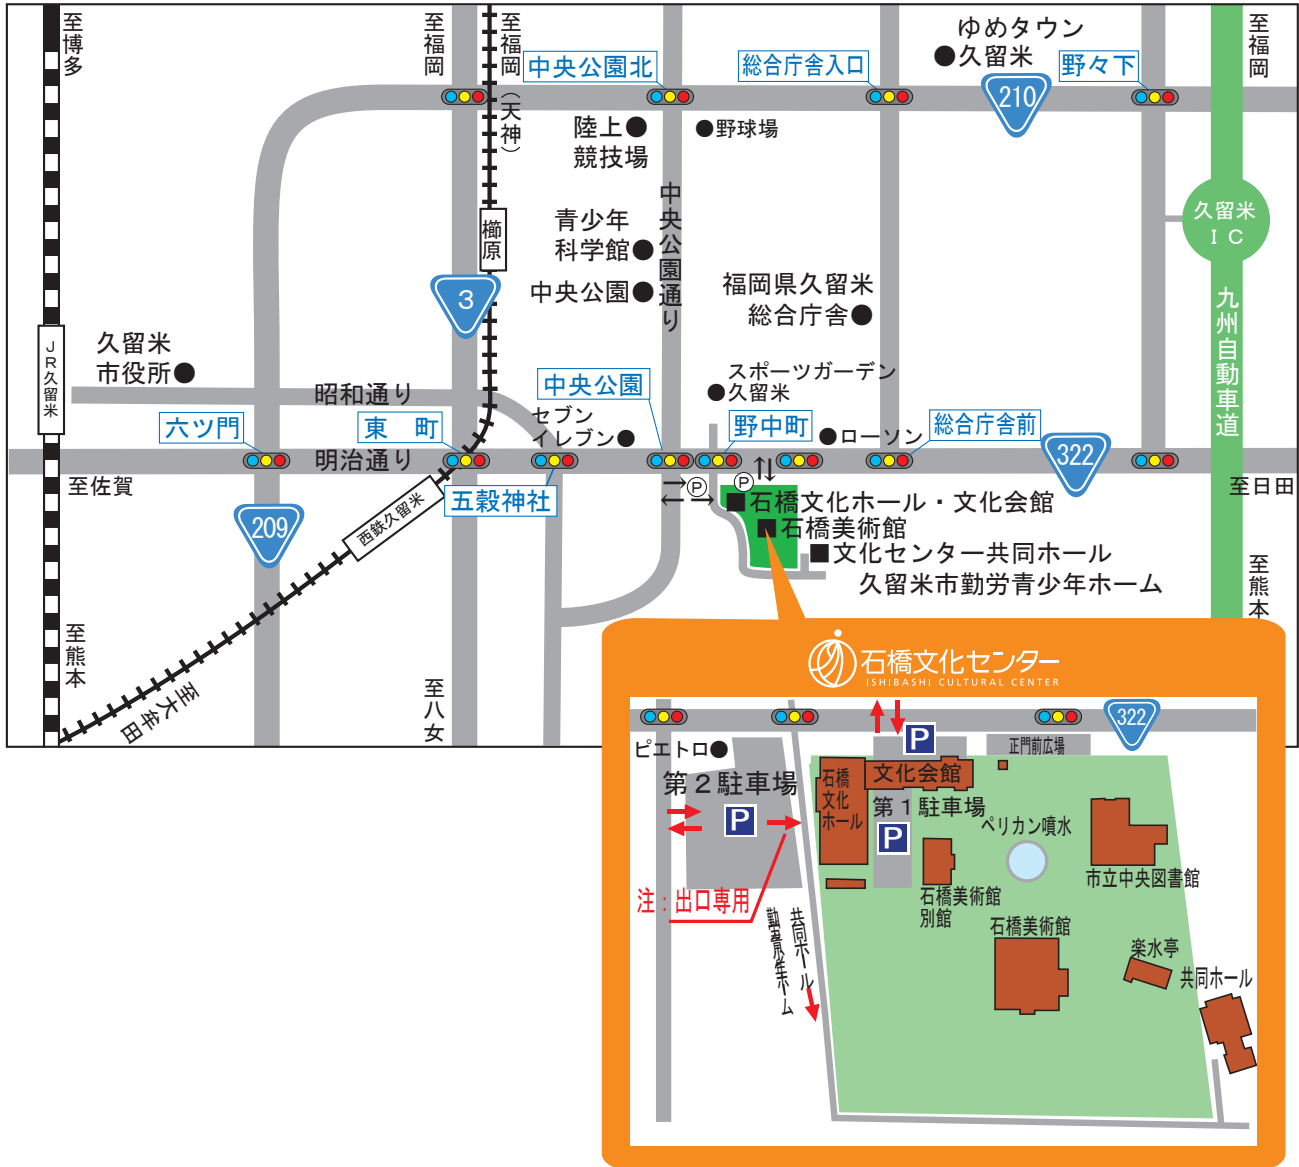 至博多
至福岡
至福岡(天神)
中央公園北
総合庁舎入口
ゆめタウン
久留米
野々下
至福岡
210
陸上
競技場
野球場
中央公園通り
青少年
科学館
中央公園
櫛原
3
久留米
IC
福岡県久留米
総合庁舎
九州自動車道
JR久留米
久留米
市役所
昭和通り
中央公園
スポーツガーデン
久留米
六ツ門
東 町
セブン
イレブン
野中町
ローソン
総合庁舎前
322
明治通り
至佐賀
五穀神社
P
P
至日田
209
西鉄久留米
石橋文化ホール・文化会館
石橋美術館
文化センター共同ホール
久留米市勤労青少年ホーム
至熊本
至熊本
至大牟田
至八女
石橋文化センター
ISHIBASHI CULTURAL CENTER
322
ピエトロ
P
正門前広場
第2駐車場
石橋
文化
ホール
文化会館
第1駐車場
P
P
ペリカン噴水
市立中央図書館
注:出口専用
石橋美術館
別館
石橋美術館
共同ホール
勤労青少年ホーム
楽水亭
共同ホール